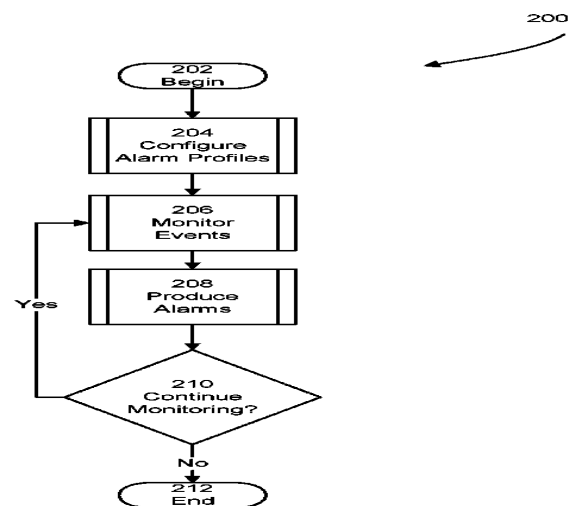 200
202
Begin
204
Configure
Alarm Profiles
206
Monitor
Events
208
Produce
Alarms
Yes
210
Continue
Monitoring?
No
212
End